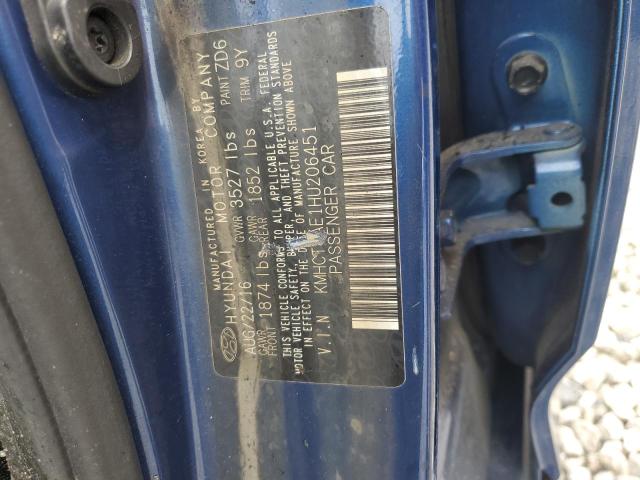 MANUFACTURED IN KOREA BY
HYUNDAI MOTOR COMPANY
AUG/22/16 GVWR 3527 lbs PAINT ZD6
GAWR FRONT 1874 lbs GAWR REAR 1852 lbs TRIM 9Y
THIS VEHICLE CONFORMS TO ALL APPLICABLE U.S.A. FEDERAL
MOTOR VEHICLE SAFETY, BUMPER, AND THEFT PREVENTION STANDARDS
IN EFFECT ON THE DATE OF MANUFACTURE SHOWN ABOVE
V.I.N
PASSENGER CAR